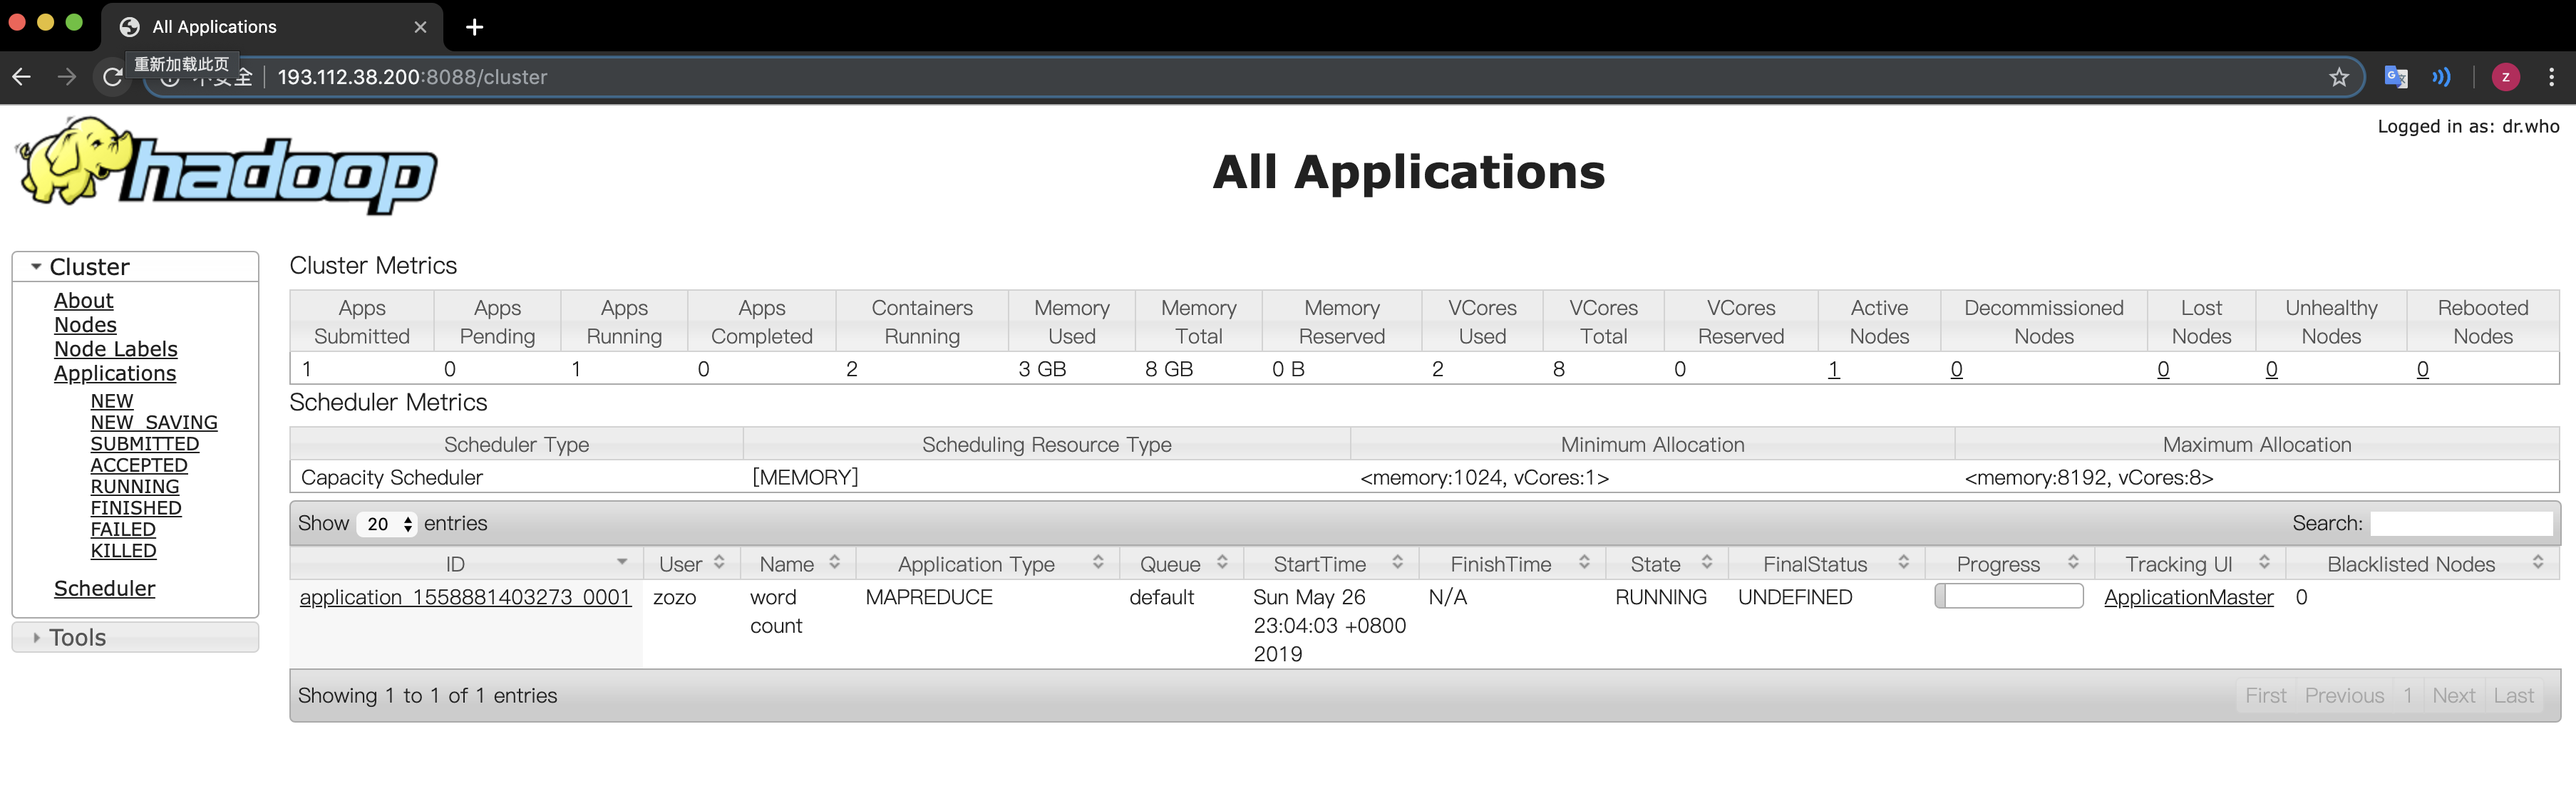 All Applications
重新加载此页
不安全 193.112.38.200:8088/cluster
z
hadoop
Logged in as: dr.who
All Applications
Cluster
About
Nodes
Node Labels
Applications
NEW
NEW_SAVING
SUBMITTED
ACCEPTED
RUNNING
FINISHED
FAILED
KILLED
Scheduler
Tools
Cluster Metrics
Apps Submitted Apps Pending Apps Running Apps Completed Containers Running Memory Used Memory Total Memory Reserved VCores Used VCores Total VCores Reserved Active Nodes Decommissioned Nodes Lost Nodes Unhealthy Nodes Rebooted Nodes
1 0 1 0 2 3 GB 8 GB 0 B 2 8 0 1 0 0 0 0
Scheduler Metrics
Scheduler Type Scheduling Resource Type Minimum Allocation Maximum Allocation
Capacity Scheduler [MEMORY] <memory:1024, vCores:1> <memory:8192, vCores:8>
Show 20 entries Search:
ID User Name Application Type Queue StartTime FinishTime State FinalStatus Progress Tracking UI Blacklisted Nodes
application_1558881403273_0001 zozo word count MAPREDUCE default Sun May 26 23:04:03 +0800 2019 N/A RUNNING UNDEFINED ApplicationMaster 0
Showing 1 to 1 of 1 entries First Previous 1 Next Last